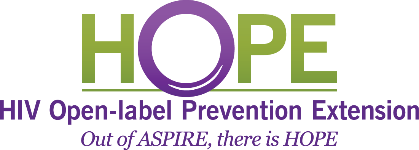 HOPE
HIV Open-label Prevention Extension
Out of ASPIRE, there is HOPE